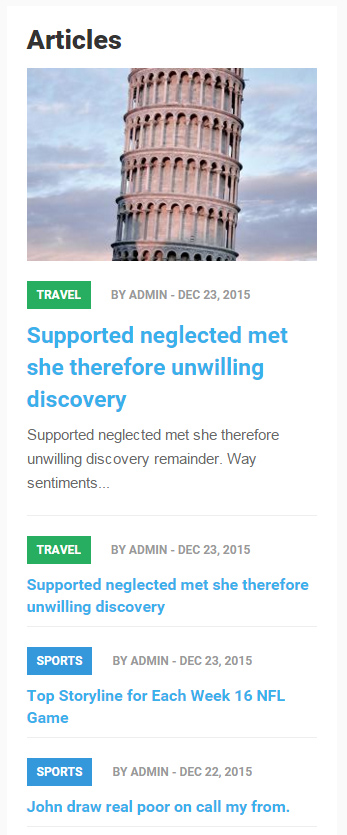 Articles
TRAVEL BY ADMIN - DEC 23, 2015
Supported neglected met
she therefore unwilling
discovery
Supported neglected met she therefore
unwilling discovery remainder. Way
sentiments...
TRAVEL BY ADMIN - DEC 23, 2015
Supported neglected met she therefore
unwilling discovery
SPORTS BY ADMIN - DEC 23, 2015
Top Storyline for Each Week 16 NFL
Game
SPORTS BY ADMIN - DEC 22, 2015
John draw real poor on call my from.